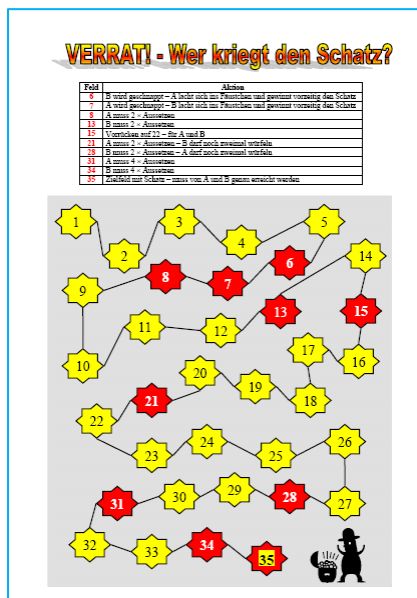 VERRAT! - Wer kriegt den Schatz?
Feld Aktion
6 B wird geschnappt – A lacht sich ins Fäustchen und gewinnt vorzeitig den Schatz
7 A wird geschnappt – B lacht sich ins Fäustchen und gewinnt vorzeitig den Schatz
8 A muss 2 × Aussetzen
13 B muss 2 × Aussetzen
15 Vorrücken auf 22 – für A und B
21 A muss 2 × Aussetzen – B darf noch zweimal würfeln
28 B muss 2 × Aussetzen – A darf noch zweimal würfeln
31 A muss 4 × Aussetzen
34 B muss 4 × Aussetzen
35 Zielfeld mit Schatz – muss von A und B genau erreicht werden
1
2
3
4
5
6
7
8
9
10
11
12
13
14
15
16
17
18
19
20
21
22
23
24
25
26
27
28
29
30
31
32
33
34
35